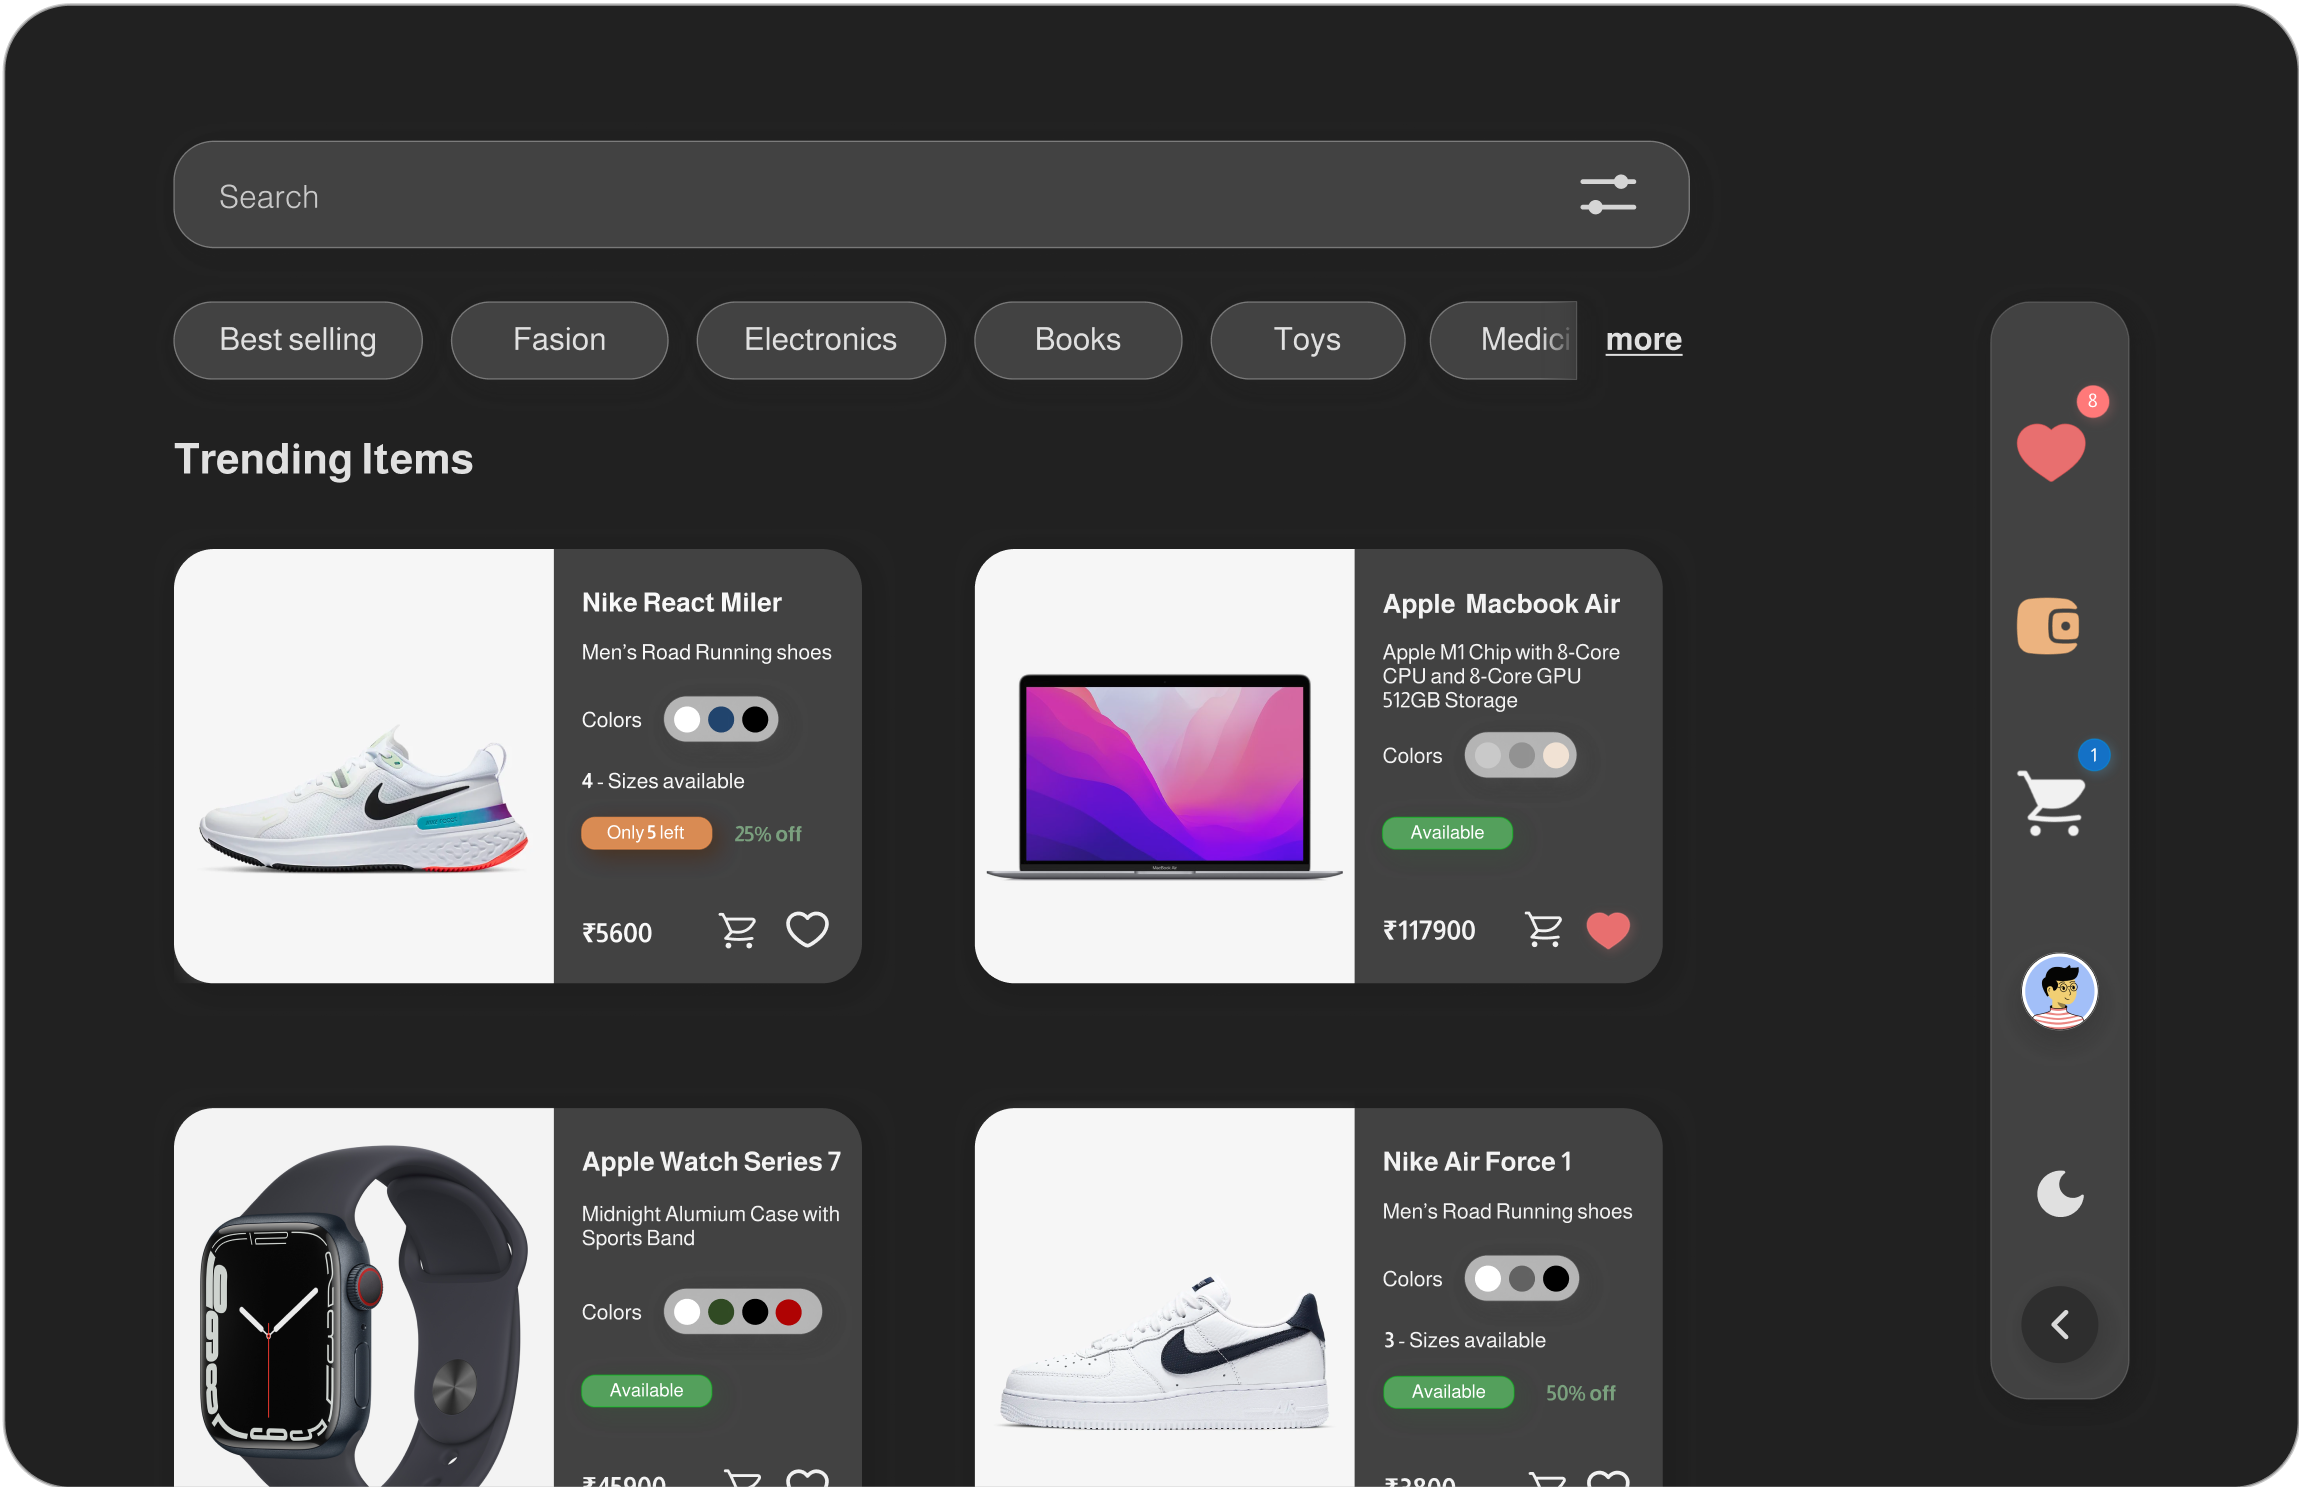 Search
Best selling
Fasion
Electronics
Books
Toys
Medici
more
8
Trending Items
Nike React Miler
Men's Road Running shoes
Colors
4 - Sizes available
Only 5 left
25% off
₹5600
Apple Macbook Air
Apple M1 Chip with 8-Core
CPU and 8-Core GPU
512GB Storage
Colors
Available
₹117900
1
Apple Watch Series 7
Midnight Alumium Case with
Sports Band
Colors
Available
₹45900
Nike Air Force 1
Men's Road Running shoes
Colors
3 - Sizes available
Available
50% off
₹3800